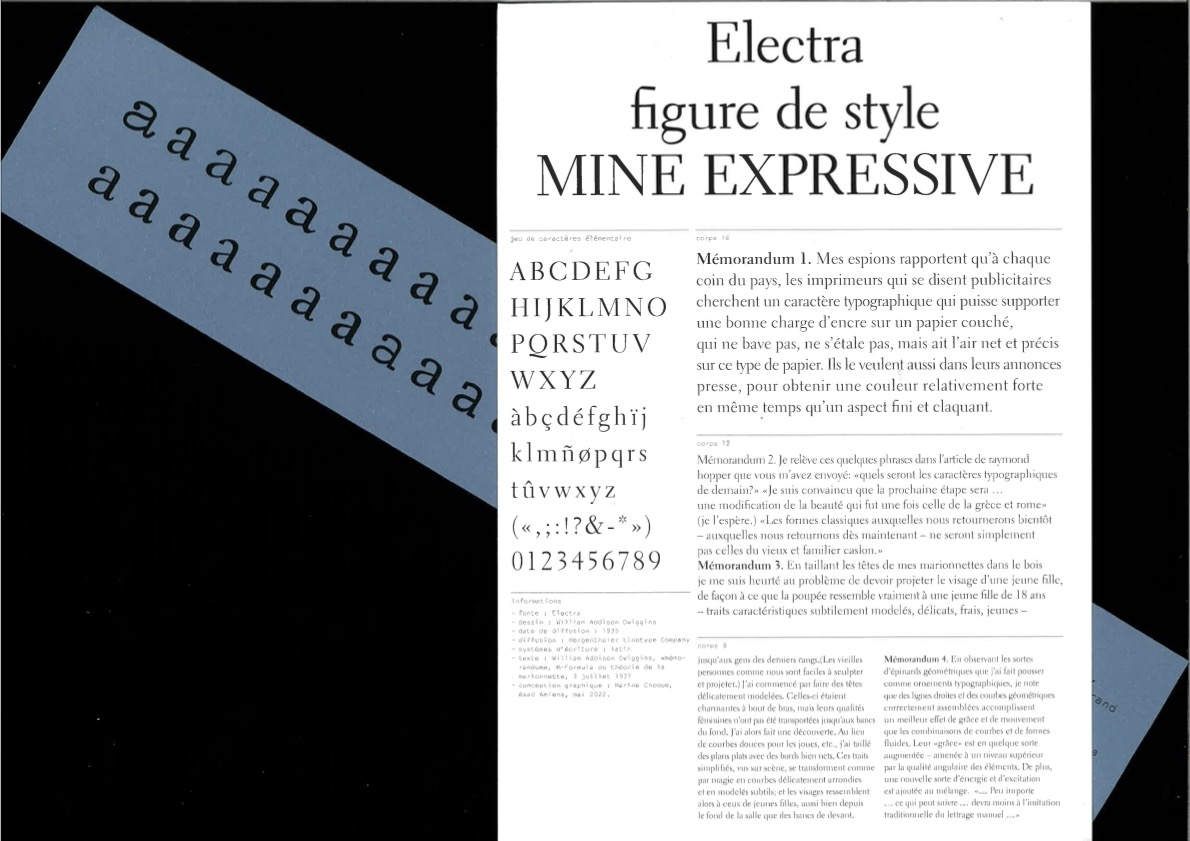 a a a a a a a a a
a a a a a a a a a a
Electra
figure de style
MINE EXPRESSIVE
jeu de caractères élémentaire
ABCDEFG
HIJKLMNO
PQRSTUV
WXYZ
àbçdéfghïj
klmñøpqrs
tûvwxyz
(«,;:!?&-*»)
0123456789
informations
- fonte : Electra
- dessin : William Addison Dwiggins
- date de diffusion : 1935
- diffusion : Mergenthaler Linotype Company
- systèmes d'écriture : latin
- texte : William Addison Dwiggins, «mémo-
randum», M-formula ou théorie de la
marionnette, 3 juillet 1937
- conception graphique : Marine Choque,
ésad Amiens, mai 2022.
corps 16
Mémorandum 1. Mes espions rapportent qu'à chaque
coin du pays, les imprimeurs qui se disent publicitaires
cherchent un caractère typographique qui puisse supporter
une bonne charge d'encre sur un papier couché,
qui ne bave pas, ne s'étale pas, mais ait l'air net et précis
sur ce type de papier. Ils le veulent aussi dans leurs annonces
presse, pour obtenir une couleur relativement forte
en même temps qu'un aspect fini et claquant.
corps 12
Mémorandum 2. Je relève ces quelques phrases dans l'article de raymond
hopper que vous m'avez envoyé: «quels seront les caractères typographiques
de demain?» «Je suis convaincu que la prochaine étape sera ...
une modification de la beauté qui fut une fois celle de la grèce et rome»
(je l'espère.) «Les formes classiques auxquelles nous retournerons bientôt
– auxquelles nous retournons dès maintenant – ne seront simplement
pas celles du vieux et familier caslon.»
Mémorandum 3. En taillant les têtes de mes marionnettes dans le bois
je me suis heurté au problème de devoir projeter le visage d'une jeune fille,
de façon à ce que la poupée ressemble vraiment à une jeune fille de 18 ans
– traits caractéristiques subtilement modelés, délicats, frais, jeunes –
corps 9
jusqu'aux gens des derniers rangs.(Les vieilles
personnes comme nous sont faciles à sculpter
et projeter.) J'ai commencé par faire des têtes
délicatement modelées. Celles-ci étaient
charmantes à bout de bras, mais leurs qualités
féminines n'ont pas été transportées jusqu'aux bancs
du fond. J'ai alors fait une découverte. Au lieu
de courbes douces pour les joues, etc., j'ai taillé
des plans plats avec des bords bien nets. Ces traits
simplifiés, vus sur scène, se transforment comme
par magie en courbes délicatement arrondies
et en modelés subtils; et les visages ressemblent
alors à ceux de jeunes filles, aussi bien depuis
le fond de la salle que des bancs de devant.
Mémorandum 4. En observant les sortes
d'épinards géométriques que j'ai fait pousser
comme ornements typographiques, je note
que des lignes droites et des courbes géométriques
correctement assemblées accomplissent
un meilleur effet de grâce et de mouvement
que les combinaisons de courbes et de formes
fluides. Leur «grâce» est en quelque sorte
augmentée – amenée à un niveau supérieur
par la qualité angulaire des éléments. De plus,
une nouvelle sorte d'énergie et d'excitation
est ajoutée au mélange. «... Peu importe
... ce qui peut suivre ... devra moins à l'imitation
traditionnelle du lettrage manuel ...»